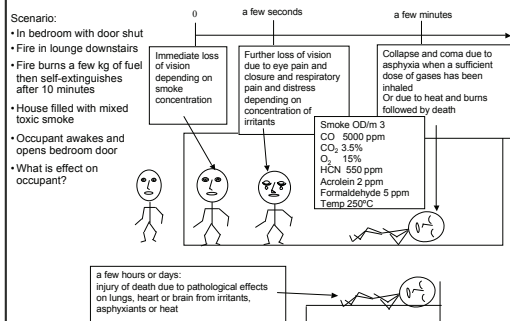 Scenario:
• In bedroom with door shut
• Fire in lounge downstairs
• Fire burns a few kg of fuel
then self-extinguishes
after 10 minutes
• House filled with mixed
toxic smoke
• Occupant awakes and
opens bedroom door
• What is effect on
occupant?
0
a few seconds
a few minutes
Immediate loss
of vision
depending on
smoke
concentration
Further loss of vision
due to eye pain and
closure and respiratory
pain and distress
depending on
concentration of
irritants
Collapse and coma due to
asphyxia when a sufficient
dose of gases has been
inhaled
Or due to heat and burns
followed by death
Smoke OD/m 3
CO 5000 ppm
CO₂ 3.5%
O₂ 15%
HCN 550 ppm
Acrolein 2 ppm
Formaldehyde 5 ppm
Temp 250ºC
a few hours or days:
injury of death due to pathological effects
on lungs, heart or brain from irritants,
asphyxiants or heat